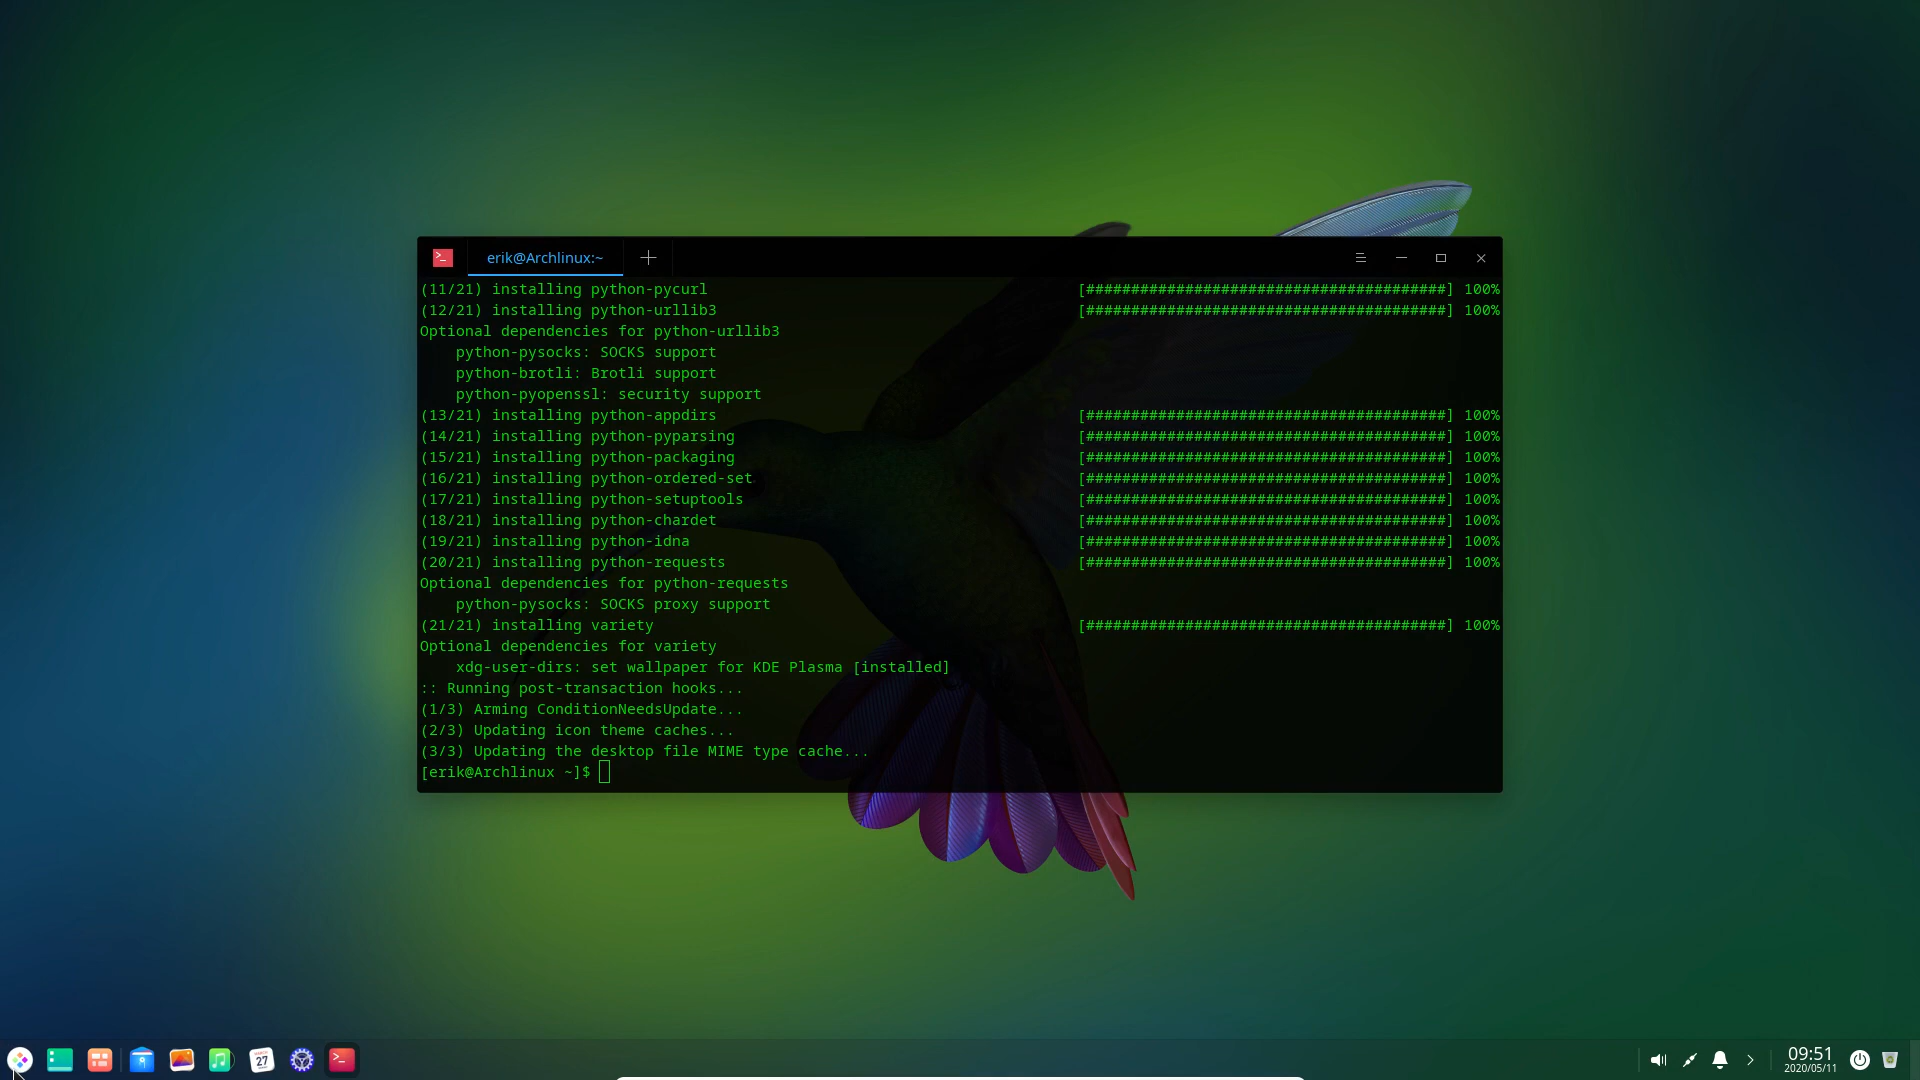 erik@Archlinux:~
(11/21) installing python-pycurl [########################################] 100%
(12/21) installing python-urllib3 [########################################] 100%
Optional dependencies for python-urllib3
python-pysocks: SOCKS support
python-brotli: Brotli support
python-pyopenssl: security support
(13/21) installing python-appdirs [########################################] 100%
(14/21) installing python-pyparsing [########################################] 100%
(15/21) installing python-packaging [########################################] 100%
(16/21) installing python-ordered-set [########################################] 100%
(17/21) installing python-setuptools [########################################] 100%
(18/21) installing python-chardet [########################################] 100%
(19/21) installing python-idna [########################################] 100%
(20/21) installing python-requests [########################################] 100%
Optional dependencies for python-requests
python-pysocks: SOCKS proxy support
(21/21) installing variety [########################################] 100%
Optional dependencies for variety
xdg-user-dirs: set wallpaper for KDE Plasma [installed]
:: Running post-transaction hooks...
(1/3) Arming ConditionNeedsUpdate...
(2/3) Updating icon theme caches...
(3/3) Updating the desktop file MIME type cache...
[erik@Archlinux ~]$
27
09:51
2020/05/11